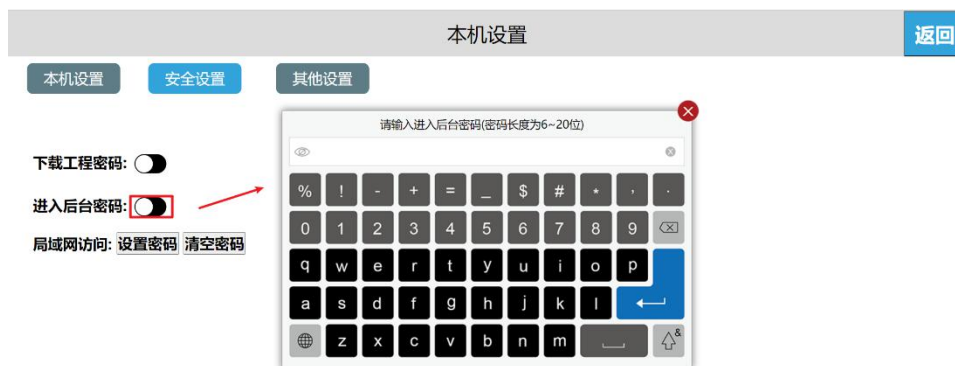 本机设置
返回
本机设置 安全设置 其他设置
请输入进入后台密码(密码长度为6~20位)
下载工程密码:
进入后台密码:
局域网访问: 设置密码 清空密码
% ! - + = _ $ # * , .
0 1 2 3 4 5 6 7 8 9
q w e r t y u i o p
a s d f g h j k l
z x c v b n m &